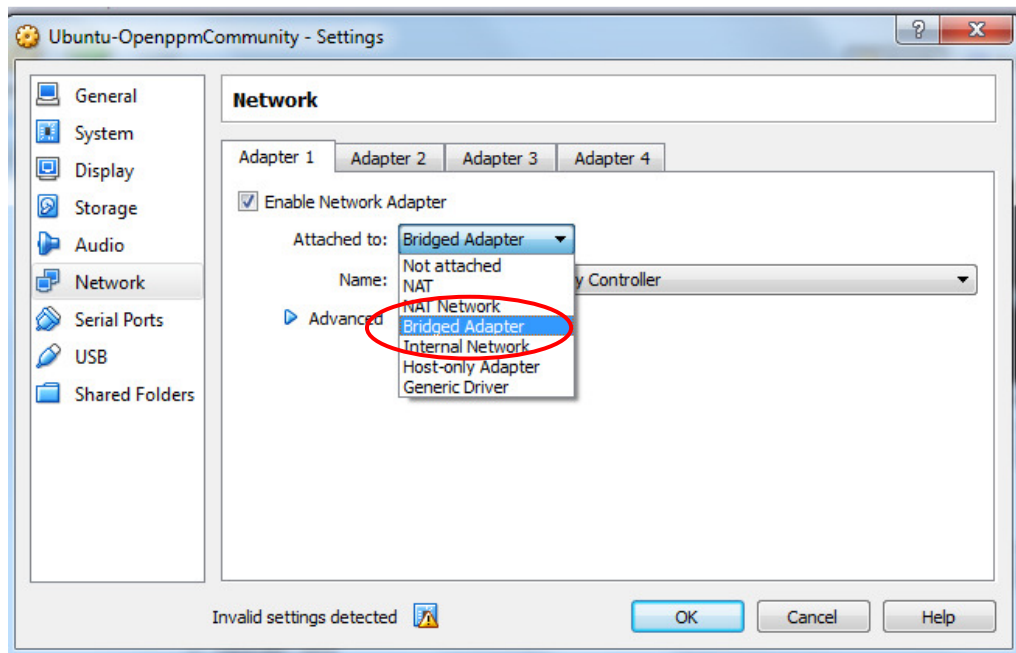 Ubuntu-OpenppmCommunity - Settings
?
General
System
Display
Storage
Audio
Network
Serial Ports
USB
Shared Folders
Network
Adapter 1 Adapter 2 Adapter 3 Adapter 4
Enable Network Adapter
Attached to: Bridged Adapter
Name: y Controller
Advanced
Not attached
NAT
NAT Network
Bridged Adapter
Internal Network
Host-only Adapter
Generic Driver
Invalid settings detected
OK Cancel Help